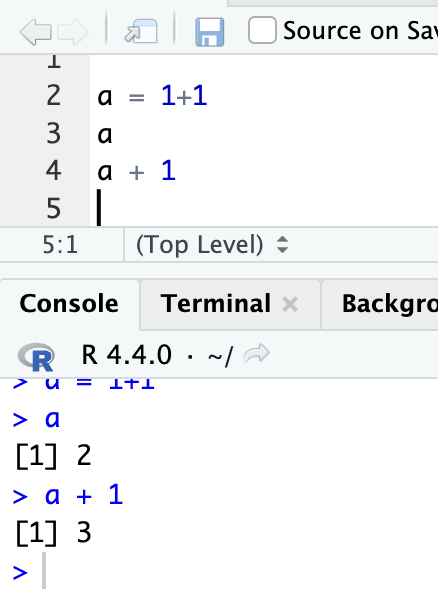 Source on Sav
1
2 a = 1+1
3 a
4 a + 1
5
5:1 (Top Level)
Console Terminal Backgro
R R 4.4.0 · ~/
> a = 1+1
> a
[1] 2
> a + 1
[1] 3
>